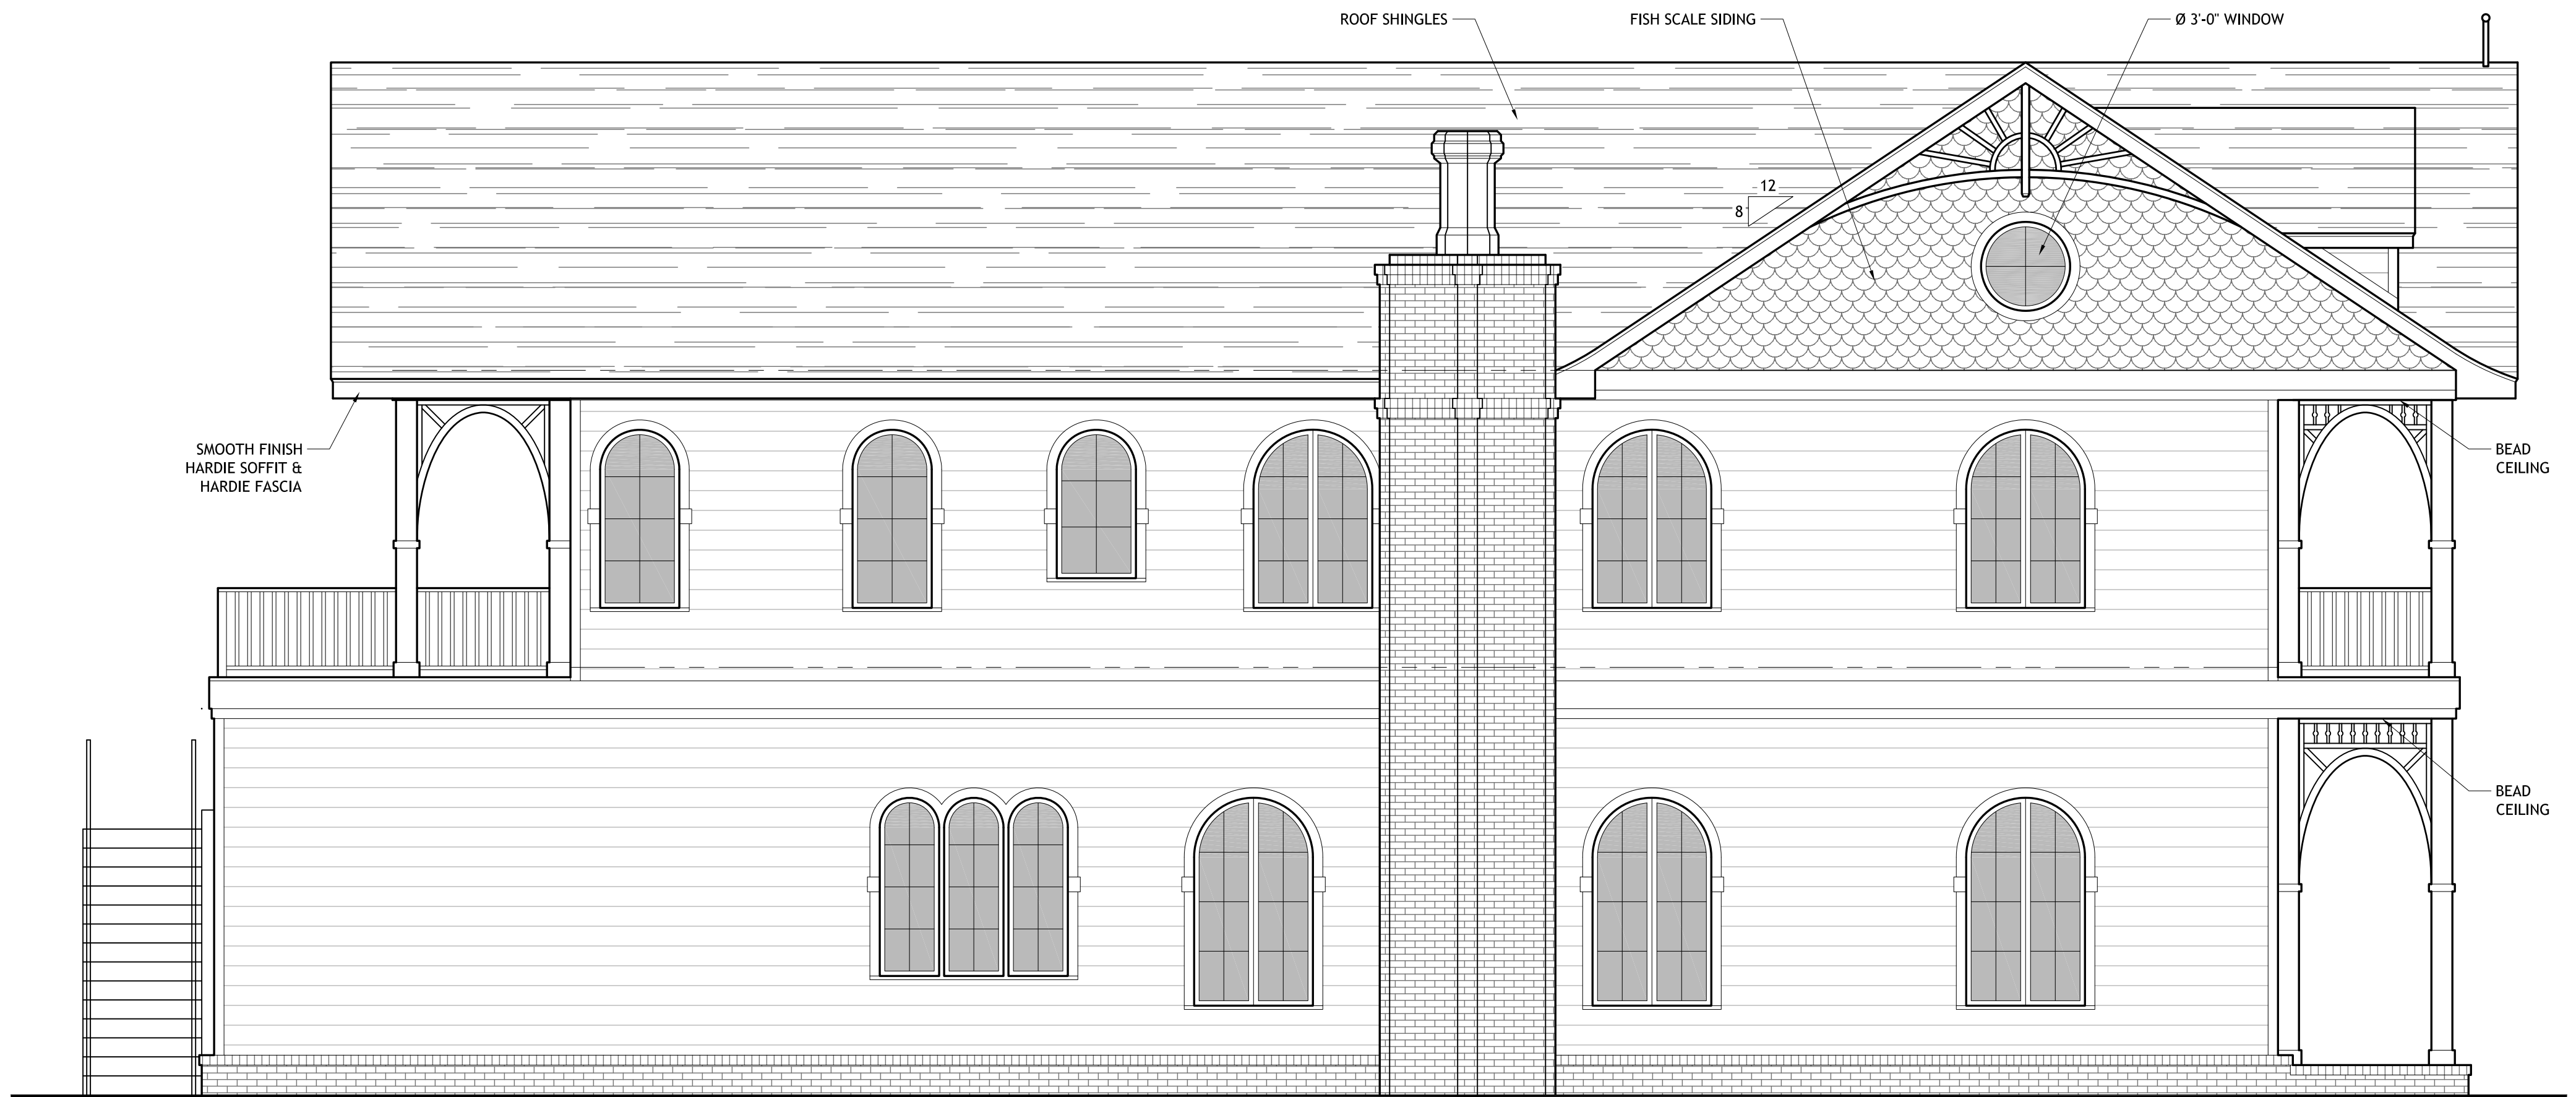 ROOF SHINGLES
FISH SCALE SIDING
Ø 3'-0" WINDOW
12
8
SMOOTH FINISH
HARDIE SOFFIT &
HARDIE FASCIA
BEAD
CEILING
BEAD
CEILING